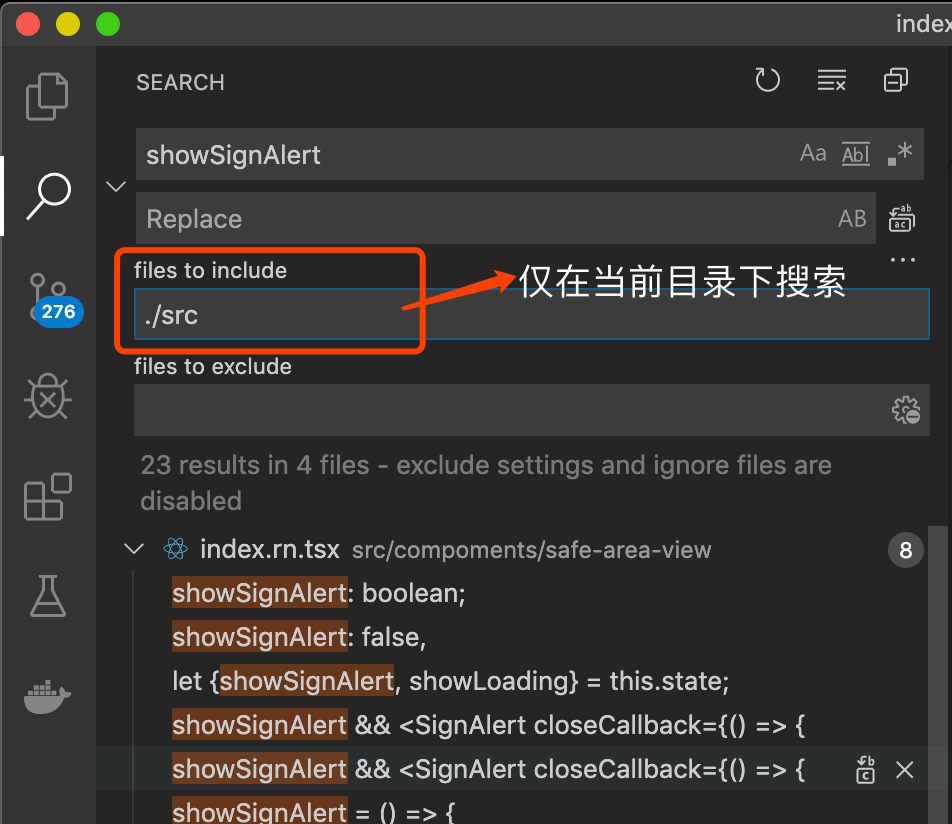 index
SEARCH
showSignAlert Aa Abl .*
Replace AB ab ac
files to include
仅在当前目录下搜索
./src
276
files to exclude
23 results in 4 files - exclude settings and ignore files are
disabled
index.rn.tsx src/compoments/safe-area-view 8
showSignAlert: boolean;
showSignAlert: false,
let {showSignAlert, showLoading} = this.state;
showSignAlert && <SignAlert closeCallback={() => {
showSignAlert && <SignAlert closeCallback={() => { b c
showSignAlert = () => {